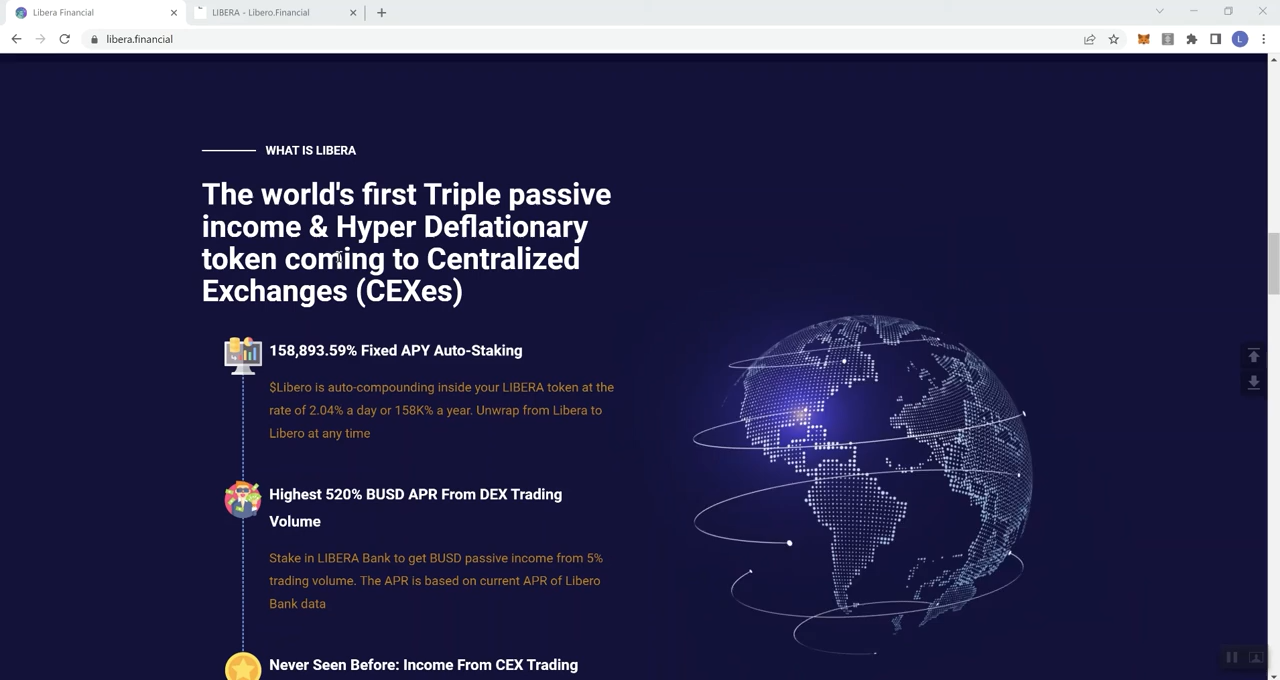 Libera Financial
LIBERA - Libero.Financial
libera.financial
L
WHAT IS LIBERA
The world's first Triple passive
income & Hyper Deflationary
token coming to Centralized
Exchanges (CEXes)
158,893.59% Fixed APY Auto-Staking
$Libero is auto-compounding inside your LIBERA token at the
rate of 2.04% a day or 158K% a year. Unwrap from Libera to
Libero at any time
Highest 520% BUSD APR From DEX Trading
Volume
Stake in LIBERA Bank to get BUSD passive income from 5%
trading volume. The APR is based on current APR of Libero
Bank data
Never Seen Before: Income From CEX Trading